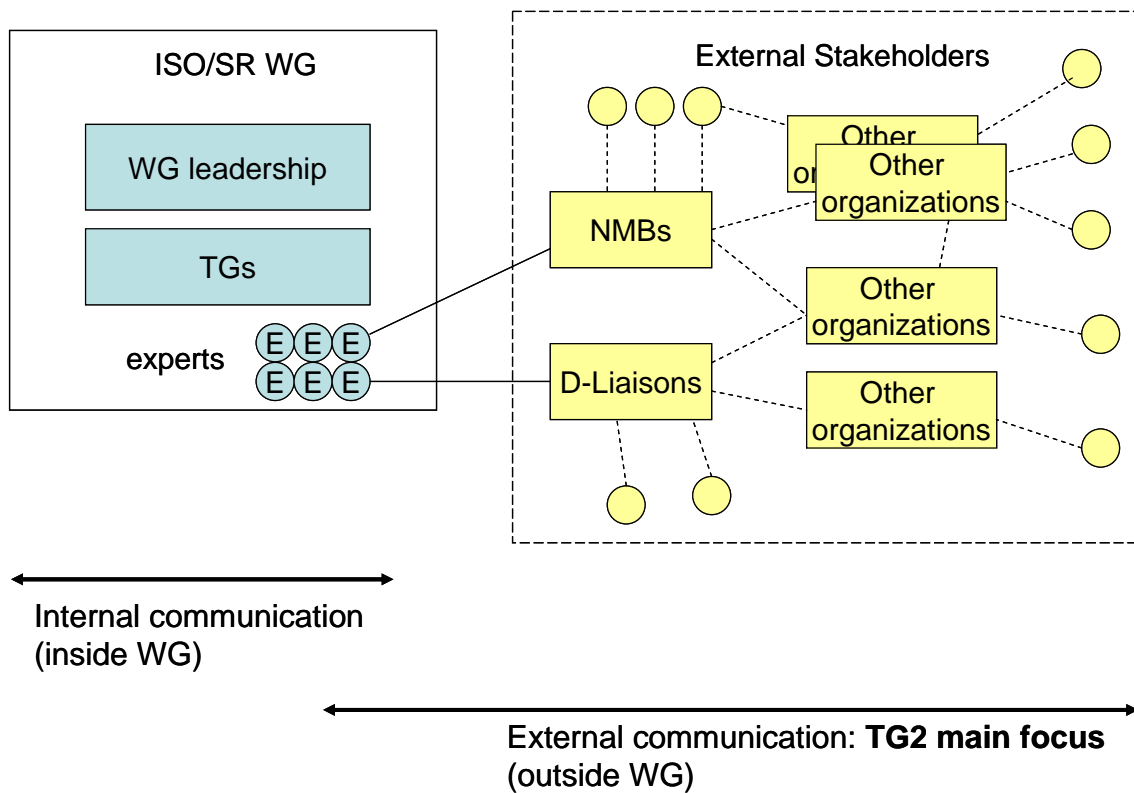 ISO/SR WG
WG leadership
TGs
experts
E E E
E E E
External Stakeholders
NMBs
D-Liaisons
Other
or
Other
organizations
Other
organizations
Other
organizations
Internal communication
(inside WG)
External communication: TG2 main focus
(outside WG)